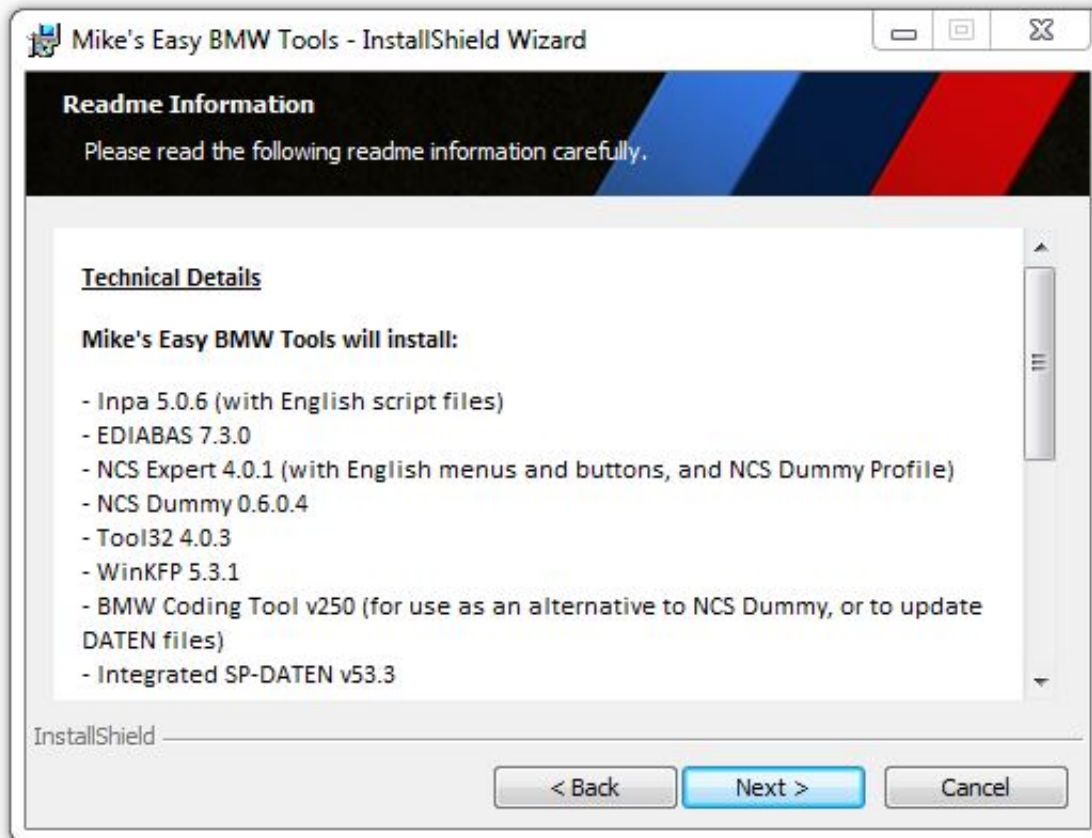 Mike's Easy BMW Tools - InstallShield Wizard
Readme Information
Please read the following readme information carefully.
Technical Details
Mike's Easy BMW Tools will install:
- Inpa 5.0.6 (with English script files)
- EDIABAS 7.3.0
- NCS Expert 4.0.1 (with English menus and buttons, and NCS Dummy Profile)
- NCS Dummy 0.6.0.4
- Tool32 4.0.3
- WinKFP 5.3.1
- BMW Coding Tool v250 (for use as an alternative to NCS Dummy, or to update
DATEN files)
- Integrated SP-DATEN v53.3
InstallShield
< Back
Next >
Cancel